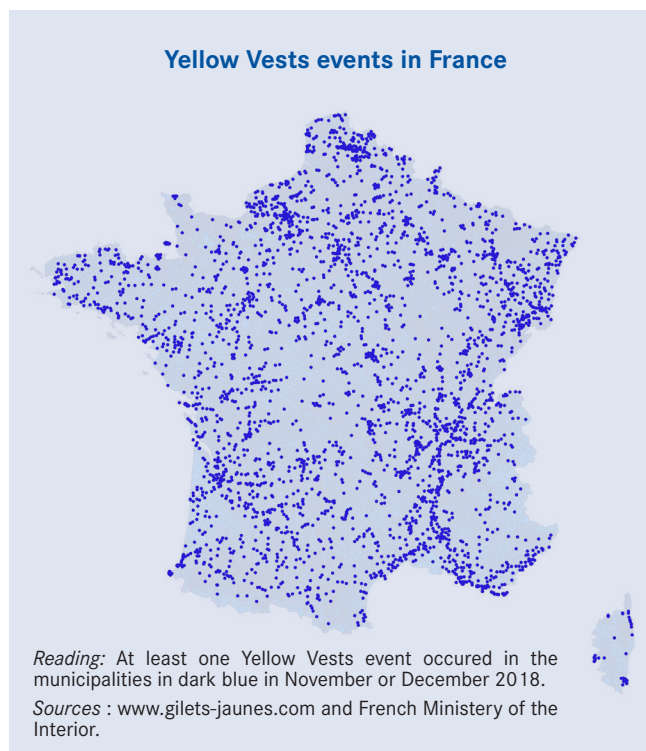 Yellow Vests events in France
Reading: At least one Yellow Vests event occured in the
municipalities in dark blue in November or December 2018.
Sources : www.gilets-jaunes.com and French Ministery of the
Interior.